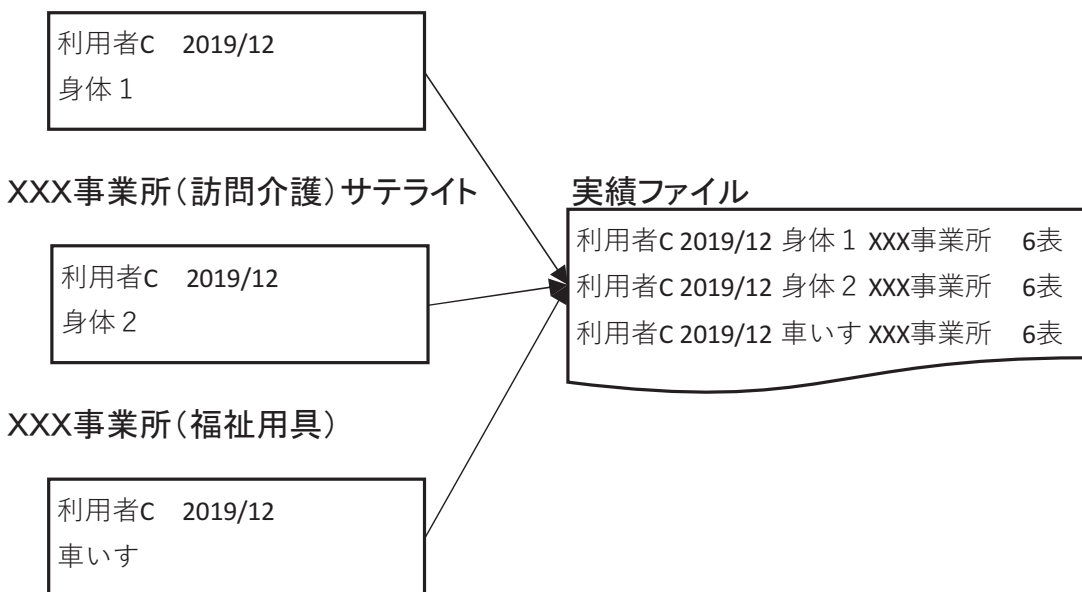 利用者C 2019/12
身体１
XXX事業所（訪問介護）サテライト
利用者C 2019/12
身体２
XXX事業所（福祉用具）
利用者C 2019/12
車いす
実績ファイル
利用者C 2019/12 身体１ XXX事業所 6表
利用者C 2019/12 身体２ XXX事業所 6表
利用者C 2019/12 車いす XXX事業所 6表